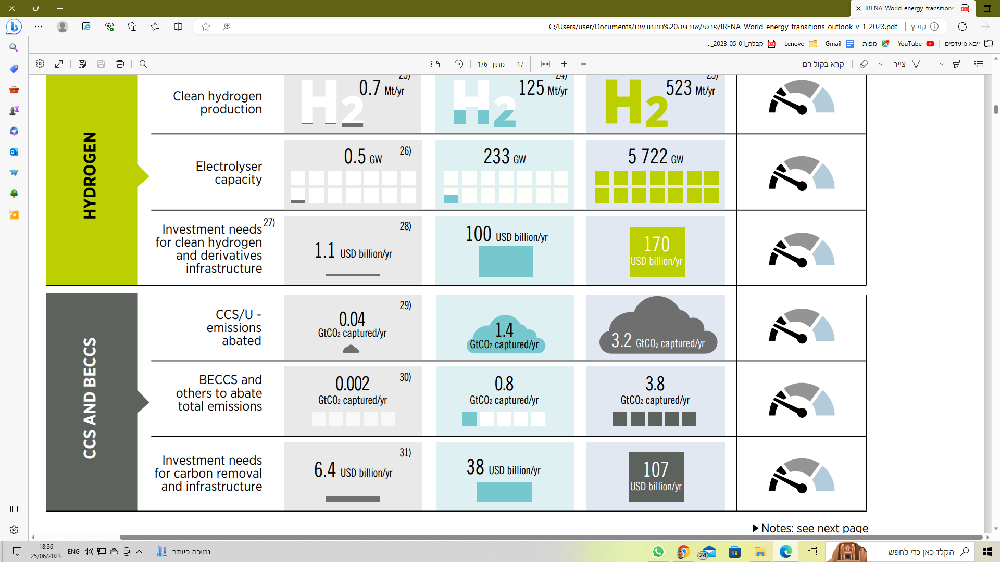 IRENA_World_energy_transitions_
C:/Users/user/Documents/פרטי/אנרגיה%20מתחדשת/IRENA_World_energy_transitions_outlook_v_1_2023.pdf
קובץ
ייבא מועדפים
YouTube
מפות
Gmail
Lenovo
קבלה_2023-05-01_...
17
מתוך 176
צייר
קרא בקול רם
HYDROGEN
Clean hydrogen
production
H2
0.7 Mt/yr
H2
24)
125 Mt/yr
H2
523 Mt/yr
Electrolyser
capacity
0.5 GW
26)
233 GW
5 722 GW
Investment needs 27)
for clean hydrogen
and derivatives
infrastructure
28)
1.1 USD billion/yr
100 USD billion/yr
170
USD billion/yr
CCS AND BECCS
CCS/U -
emissions
abated
29)
0.04
GtCO2 captured/yr
1.4
GtCO2 captured/yr
3.2 GtCO2 captured/yr
BECCS and
others to abate
total emissions
30)
0.002
GtCO2 captured/yr
0.8
GtCO2 captured/yr
3.8
GtCO2 captured/yr
Investment needs
for carbon removal
and infrastructure
31)
6.4 USD billion/yr
38 USD billion/yr
107
USD billion/yr
Notes: see next page
18:36
25/06/2023
ENG
נמוכה ביותר
24
הקלד כאן כדי לחפש